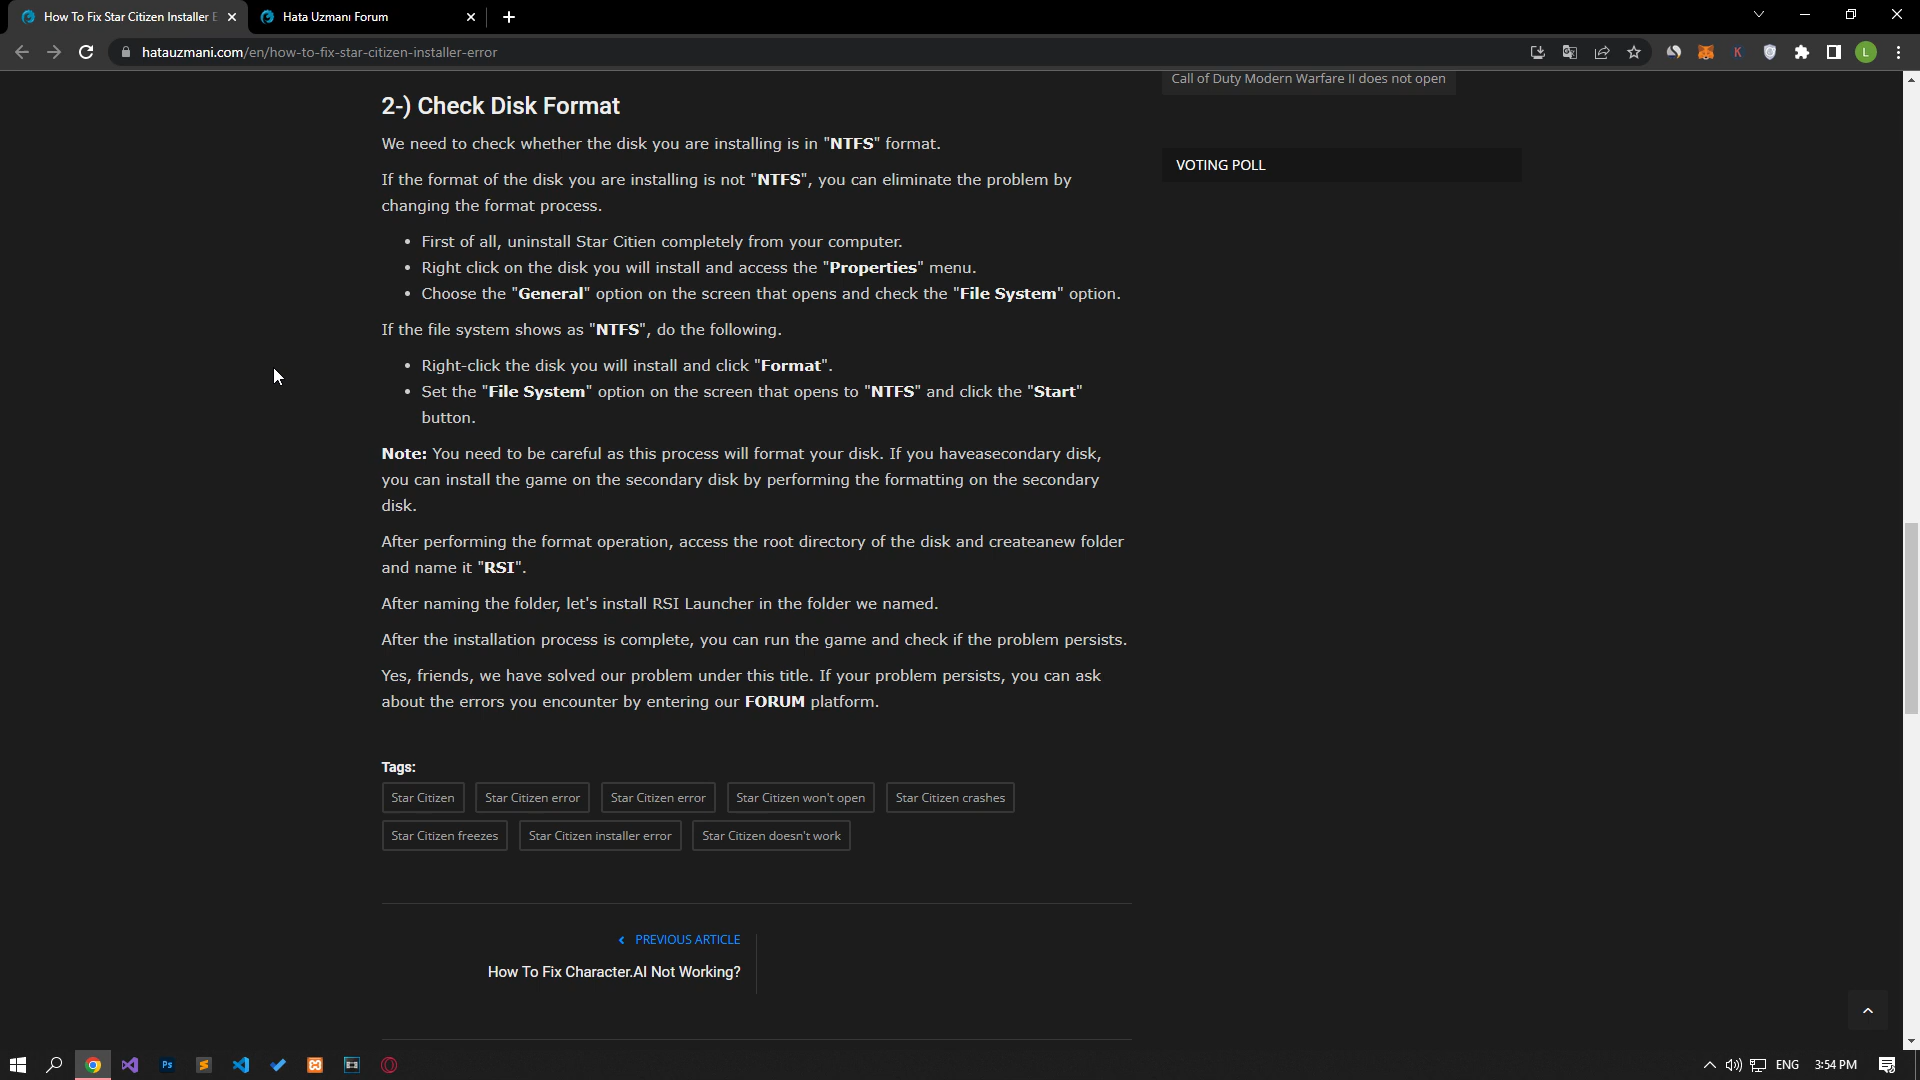 How To Fix Star Citizen Installer E
Hata Uzmanı Forum
hatauzmani.com/en/how-to-fix-star-citizen-installer-error
K
L
Call of Duty Modern Warfare II does not open
VOTING POLL
2-) Check Disk Format
We need to check whether the disk you are installing is in "NTFS" format.
If the format of the disk you are installing is not "NTFS", you can eliminate the problem by
changing the format process.
• First of all, uninstall Star Citien completely from your computer.
• Right click on the disk you will install and access the "Properties" menu.
• Choose the "General" option on the screen that opens and check the "File System" option.
If the file system shows as "NTFS", do the following.
• Right-click the disk you will install and click "Format".
• Set the "File System" option on the screen that opens to "NTFS" and click the "Start"
button.
Note: You need to be careful as this process will format your disk. If you haveasecondary disk,
you can install the game on the secondary disk by performing the formatting on the secondary
disk.
After performing the format operation, access the root directory of the disk and createanew folder
and name it "RSI".
After naming the folder, let's install RSI Launcher in the folder we named.
After the installation process is complete, you can run the game and check if the problem persists.
Yes, friends, we have solved our problem under this title. If your problem persists, you can ask
about the errors you encounter by entering our FORUM platform.
Tags:
Star Citizen Star Citizen error Star Citizen error Star Citizen won't open Star Citizen crashes
Star Citizen freezes Star Citizen installer error Star Citizen doesn't work
PREVIOUS ARTICLE
How To Fix Character.AI Not Working?
Ps
ENG
3:54 PM